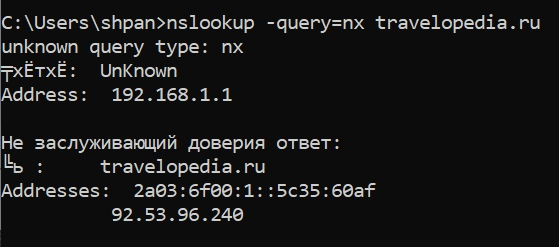 C:\Users\shpan>nslookup -query=nx travelopedia.ru
unknown query type: nx
╤хЁтхЁ:  UnKnown
Address:  192.168.1.1
Не заслуживающий доверия ответ:
╚ь :     travelopedia.ru
Addresses:  2a03:6f00:1::5c35:60af
          92.53.96.240